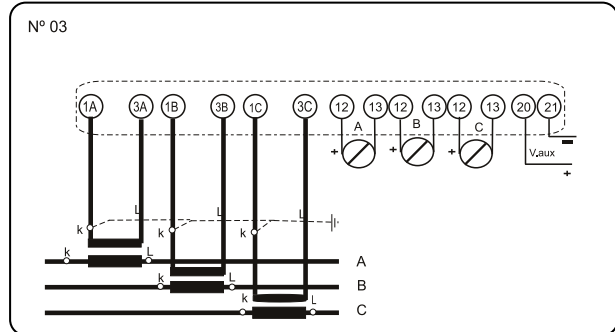 Nº 03
1A 3A 1B 3B 1C 3C 12 13 12 13 12 13 20 21
A B C
+ + + V.aux -
+
L L L
k k k
k L A
k L B
k L C